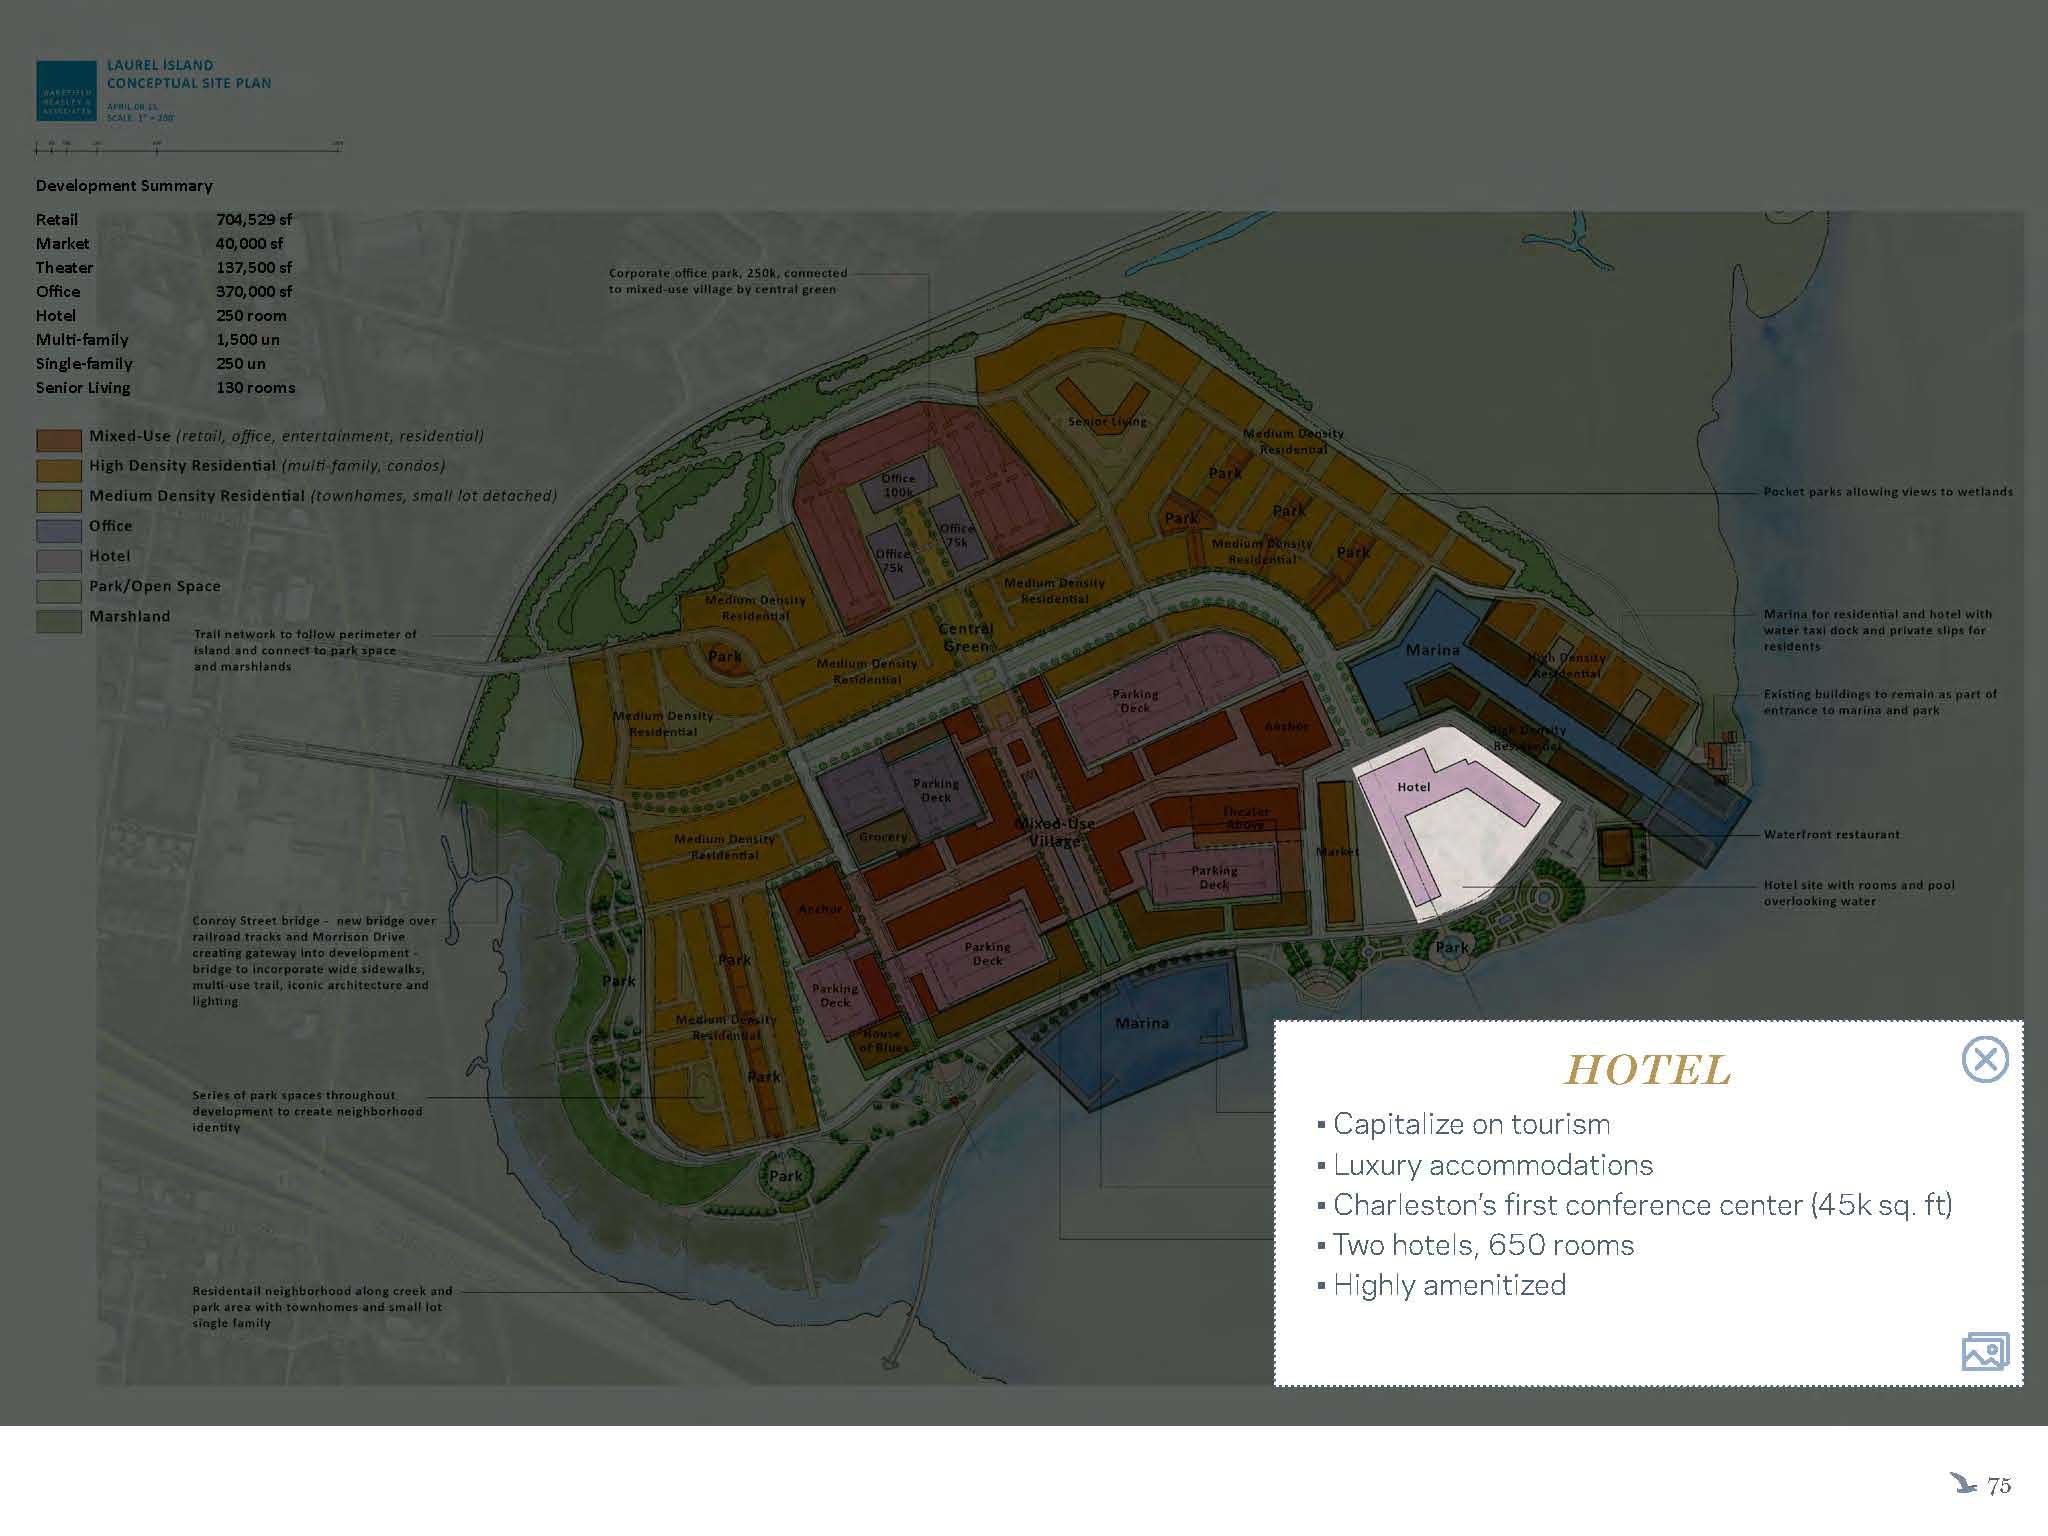 WAKEFIELD
BEASLEY &
ASSOCIATES
LAUREL ISLAND
CONCEPTUAL SITE PLAN
APRIL.08.15
SCALE: 1" = 200'
Development Summary
Retail 704,529 sf
Market 40,000 sf
Theater 137,500 sf
Office 370,000 sf
Hotel 250 room
Multi-family 1,500 un
Single-family 250 un
Senior Living 130 rooms
Mixed-Use (retail, office, entertainment, residential)
High Density Residential (multi-family, condos)
Medium Density Residential (townhomes, small lot detached)
Office
Hotel
Park/Open Space
Marshland
Trail network to follow perimeter of
island and connect to park space
and marshlands
Conroy Street bridge - new bridge over
railroad tracks and Morrison Drive
creating gateway into development -
bridge to incorporate wide sidewalks,
multi-use trail, iconic architecture and
lighting
Series of park spaces throughout
development to create neighborhood
identity
Residentail neighborhood along creek and
park area with townhomes and small lot
single family
Corporate office park, 250k, connected
to mixed-use village by central green
Senior Living
Medium Density
Residential
Office
100k
Office
75k
Office
75k
Park
Park
Park
Park
Medium Density
Residential
Medium Density
Residential
Medium Density
Residential
Central
Green
Park
Medium Density
Residential
Medium Density
Residential
Parking
Deck
Anchor
Marina
High Density
Residential
High Density
Residential
Parking
Deck
Grocery
Mixed-Use
Village
Theater
Above
Market
Hotel
Medium Density
Residential
Parking
Deck
Anchor
Parking
Deck
Park
Park
Park
Parking
Deck
Medium Density
Residential
House
of Blues
Marina
Park
Park
Pocket parks allowing views to wetlands
Marina for residential and hotel with
water taxi dock and private slips for
residents
Existing buildings to remain as part of
entrance to marina and park
Waterfront restaurant
Hotel site with rooms and pool
overlooking water
HOTEL
▪ Capitalize on tourism
▪ Luxury accommodations
▪ Charleston's first conference center (45k sq. ft)
▪ Two hotels, 650 rooms
▪ Highly amenitized
75